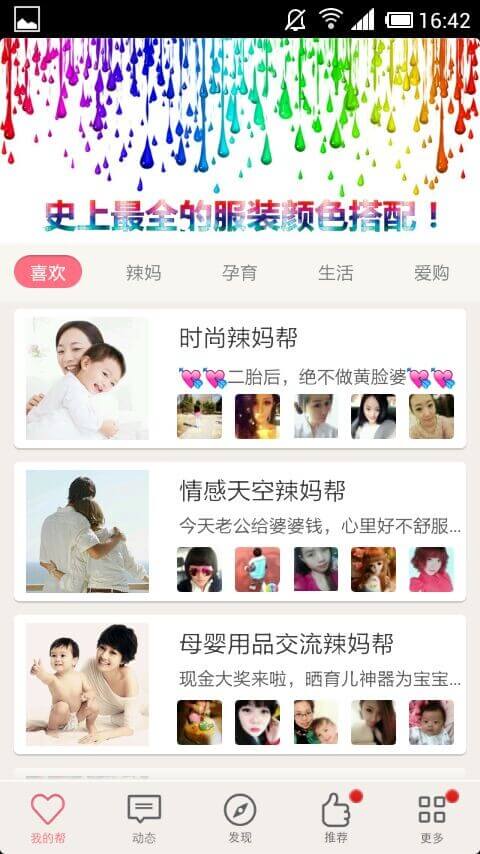 16:42
史上最全的服装颜色搭配！
喜欢 辣妈 孕育 生活 爱购
时尚辣妈帮
💘💘二胎后，绝不做黄脸婆💘💘
情感天空辣妈帮
今天老公给婆婆钱，心里好不舒服...
母婴用品交流辣妈帮
现金大奖来啦，晒育儿神器为宝宝...
我的帮 动态 发现 推荐 更多